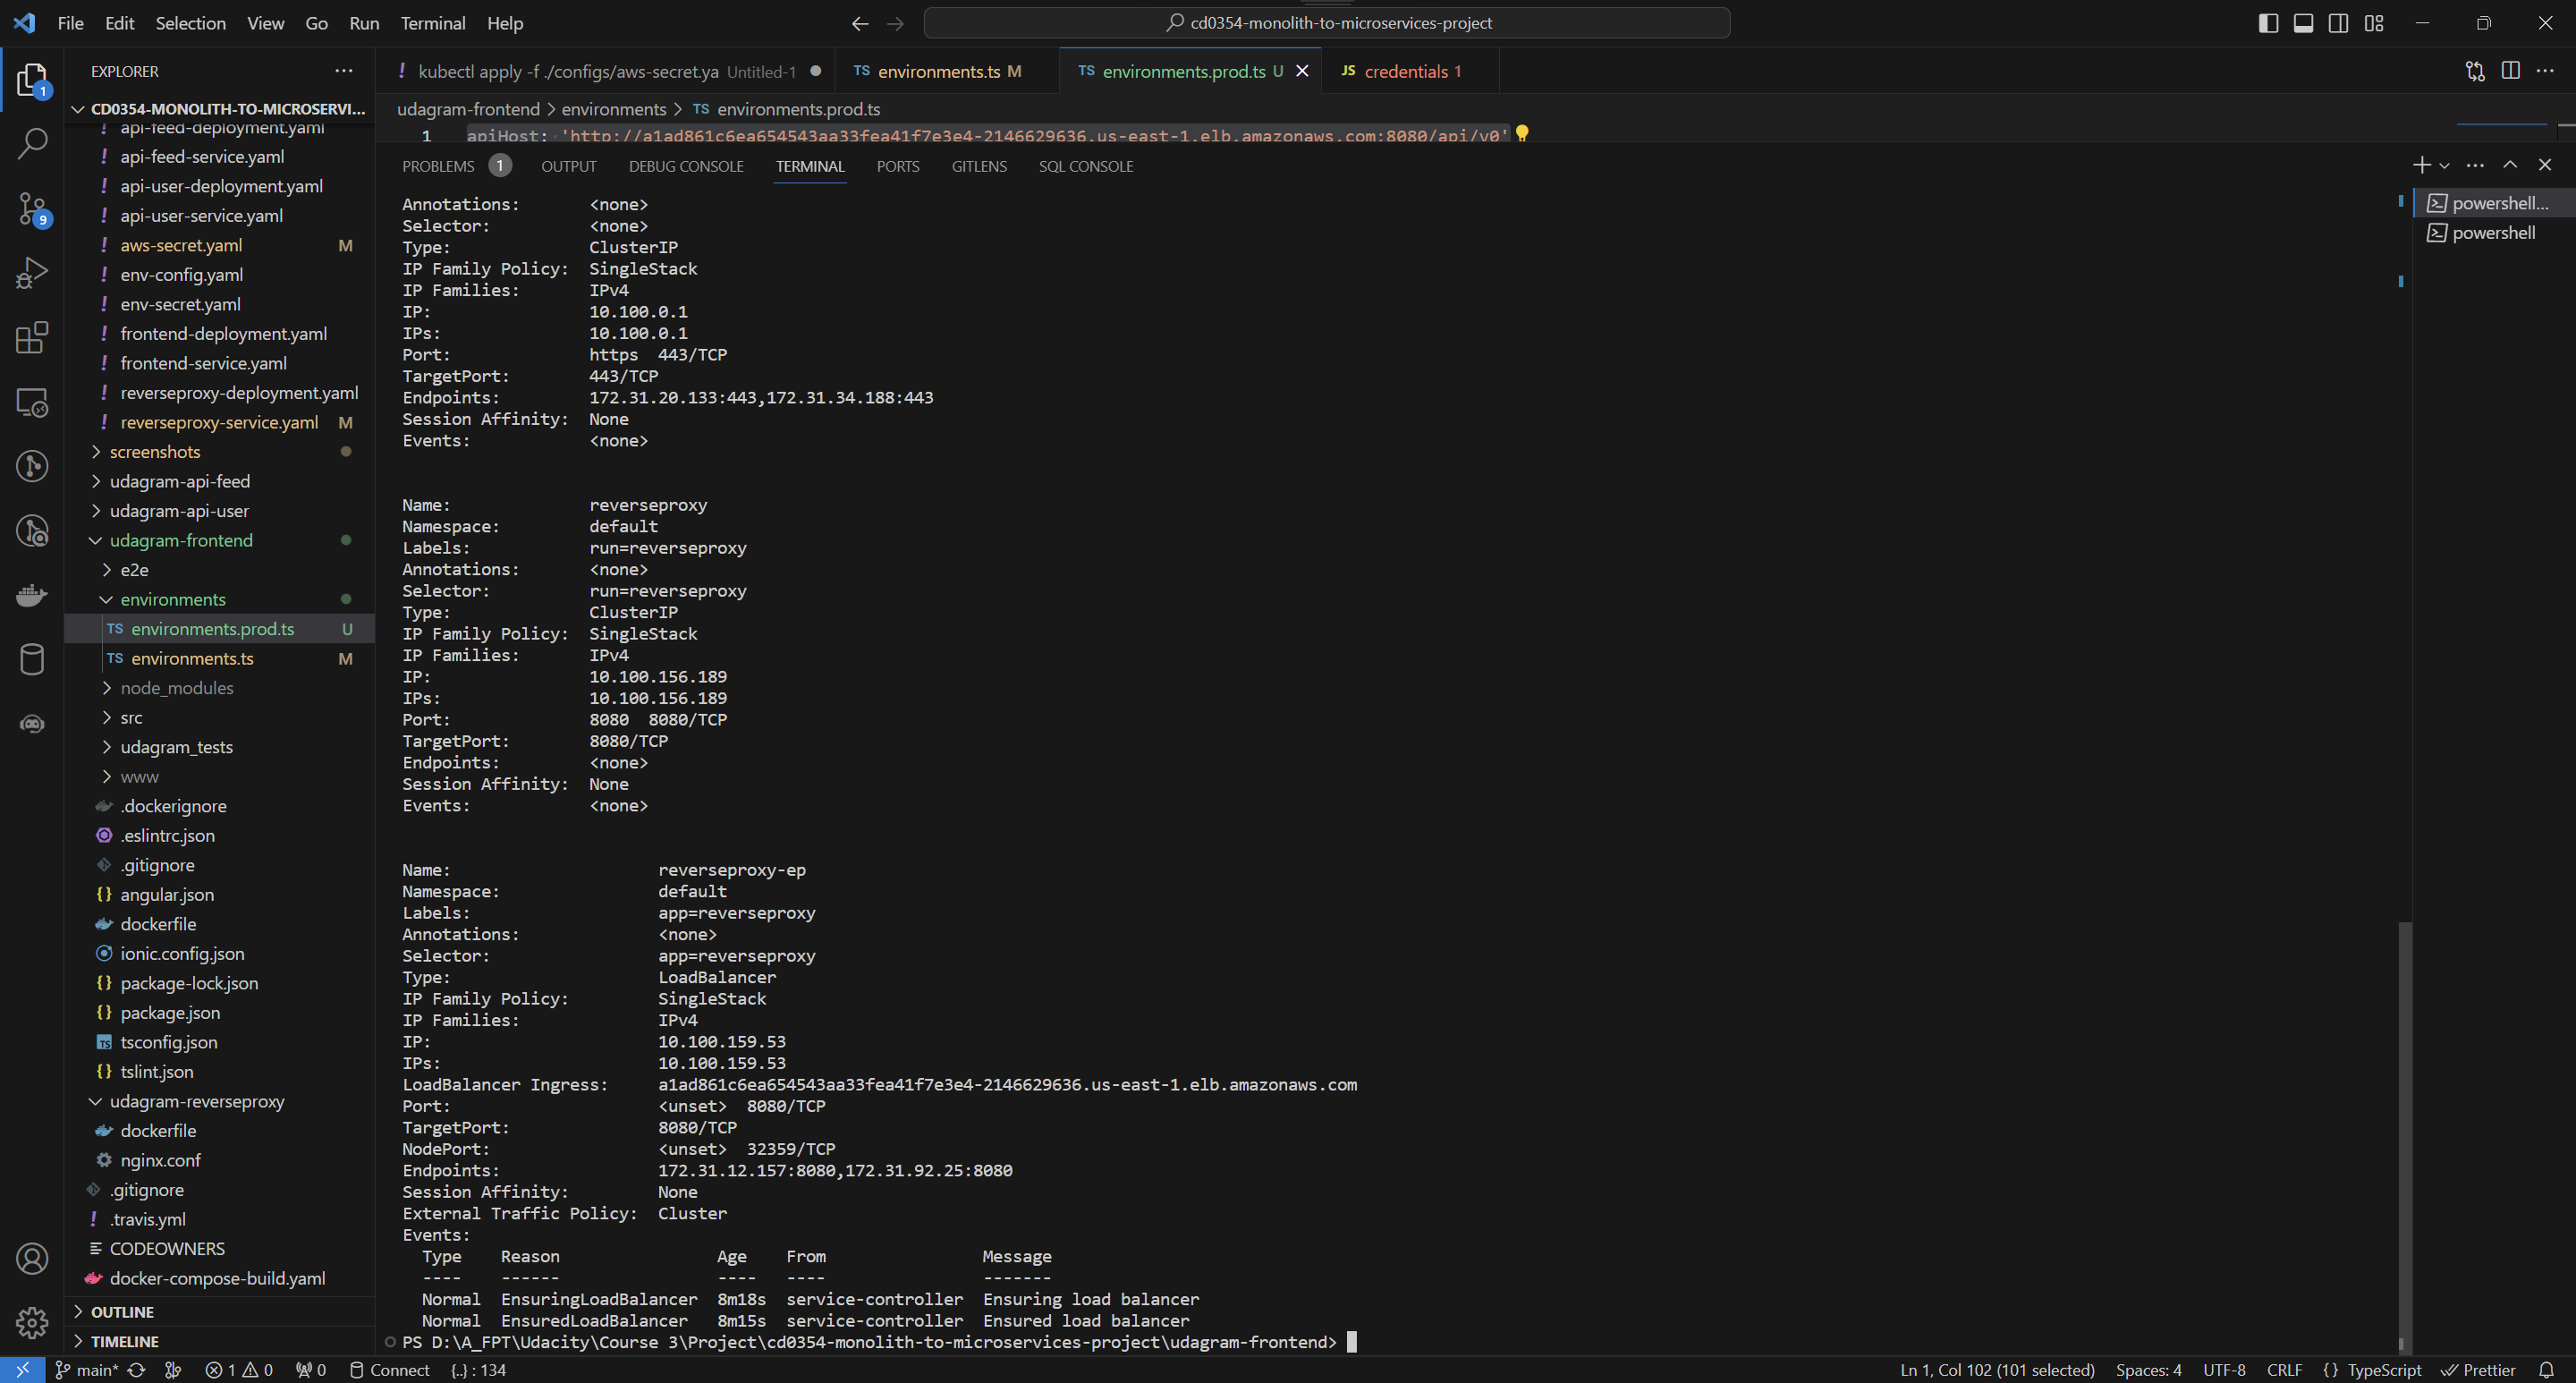 File Edit Selection View Go Run Terminal Help
cd0354-monolith-to-microservices-project
EXPLORER
kubectl apply -f ./configs/aws-secret.ya Untitled-1
TS environments.ts M
TS environments.prod.ts U
JS credentials 1
CD0354-MONOLITH-TO-MICROSERVI...
udagram-frontend > environments > TS environments.prod.ts
1 apiHost: 'http://a1ad861c6ea654543aa33fea41f7e3e4-2146629636.us-east-1.elb.amazonaws.com:8080/api/v0'
api-feed-deployment.yaml
! api-feed-service.yaml
! api-user-deployment.yaml
! api-user-service.yaml
! aws-secret.yaml M
! env-config.yaml
! env-secret.yaml
! frontend-deployment.yaml
! frontend-service.yaml
! reverseproxy-deployment.yaml
! reverseproxy-service.yaml M
screenshots
udagram-api-feed
udagram-api-user
udagram-frontend
e2e
environments
TS environments.prod.ts U
TS environments.ts M
node_modules
src
udagram_tests
www
.dockerignore
.eslintrc.json
.gitignore
{} angular.json
dockerfile
ionic.config.json
{} package-lock.json
{} package.json
TS tsconfig.json
{} tslint.json
udagram-reverseproxy
dockerfile
nginx.conf
.gitignore
! .travis.yml
CODEOWNERS
docker-compose-build.yaml
OUTLINE
TIMELINE
1
9
PROBLEMS 1 OUTPUT DEBUG CONSOLE TERMINAL PORTS GITLENS SQL CONSOLE
powershell...
powershell
Annotations: <none>
Selector: <none>
Type: ClusterIP
IP Family Policy: SingleStack
IP Families: IPv4
IP: 10.100.0.1
IPs: 10.100.0.1
Port: https 443/TCP
TargetPort: 443/TCP
Endpoints: 172.31.20.133:443,172.31.34.188:443
Session Affinity: None
Events: <none>
Name: reverseproxy
Namespace: default
Labels: run=reverseproxy
Annotations: <none>
Selector: run=reverseproxy
Type: ClusterIP
IP Family Policy: SingleStack
IP Families: IPv4
IP: 10.100.156.189
IPs: 10.100.156.189
Port: 8080 8080/TCP
TargetPort: 8080/TCP
Endpoints: <none>
Session Affinity: None
Events: <none>
Name: reverseproxy-ep
Namespace: default
Labels: app=reverseproxy
Annotations: <none>
Selector: app=reverseproxy
Type: LoadBalancer
IP Family Policy: SingleStack
IP Families: IPv4
IP: 10.100.159.53
IPs: 10.100.159.53
LoadBalancer Ingress: a1ad861c6ea654543aa33fea41f7e3e4-2146629636.us-east-1.elb.amazonaws.com
Port: <unset> 8080/TCP
TargetPort: 8080/TCP
NodePort: <unset> 32359/TCP
Endpoints: 172.31.12.157:8080,172.31.92.25:8080
Session Affinity: None
External Traffic Policy: Cluster
Events:
Type Reason Age From Message
---- ------ ---- ---- -------
Normal EnsuringLoadBalancer 8m18s service-controller Ensuring load balancer
Normal EnsuredLoadBalancer 8m15s service-controller Ensured load balancer
PS D:\A_FPT\Udacity\Course 3\Project\cd0354-monolith-to-microservices-project\udagram-frontend>
main* 1 0 0 Connect {..} : 134
Ln 1, Col 102 (101 selected) Spaces: 4 UTF-8 CRLF {} TypeScript Prettier